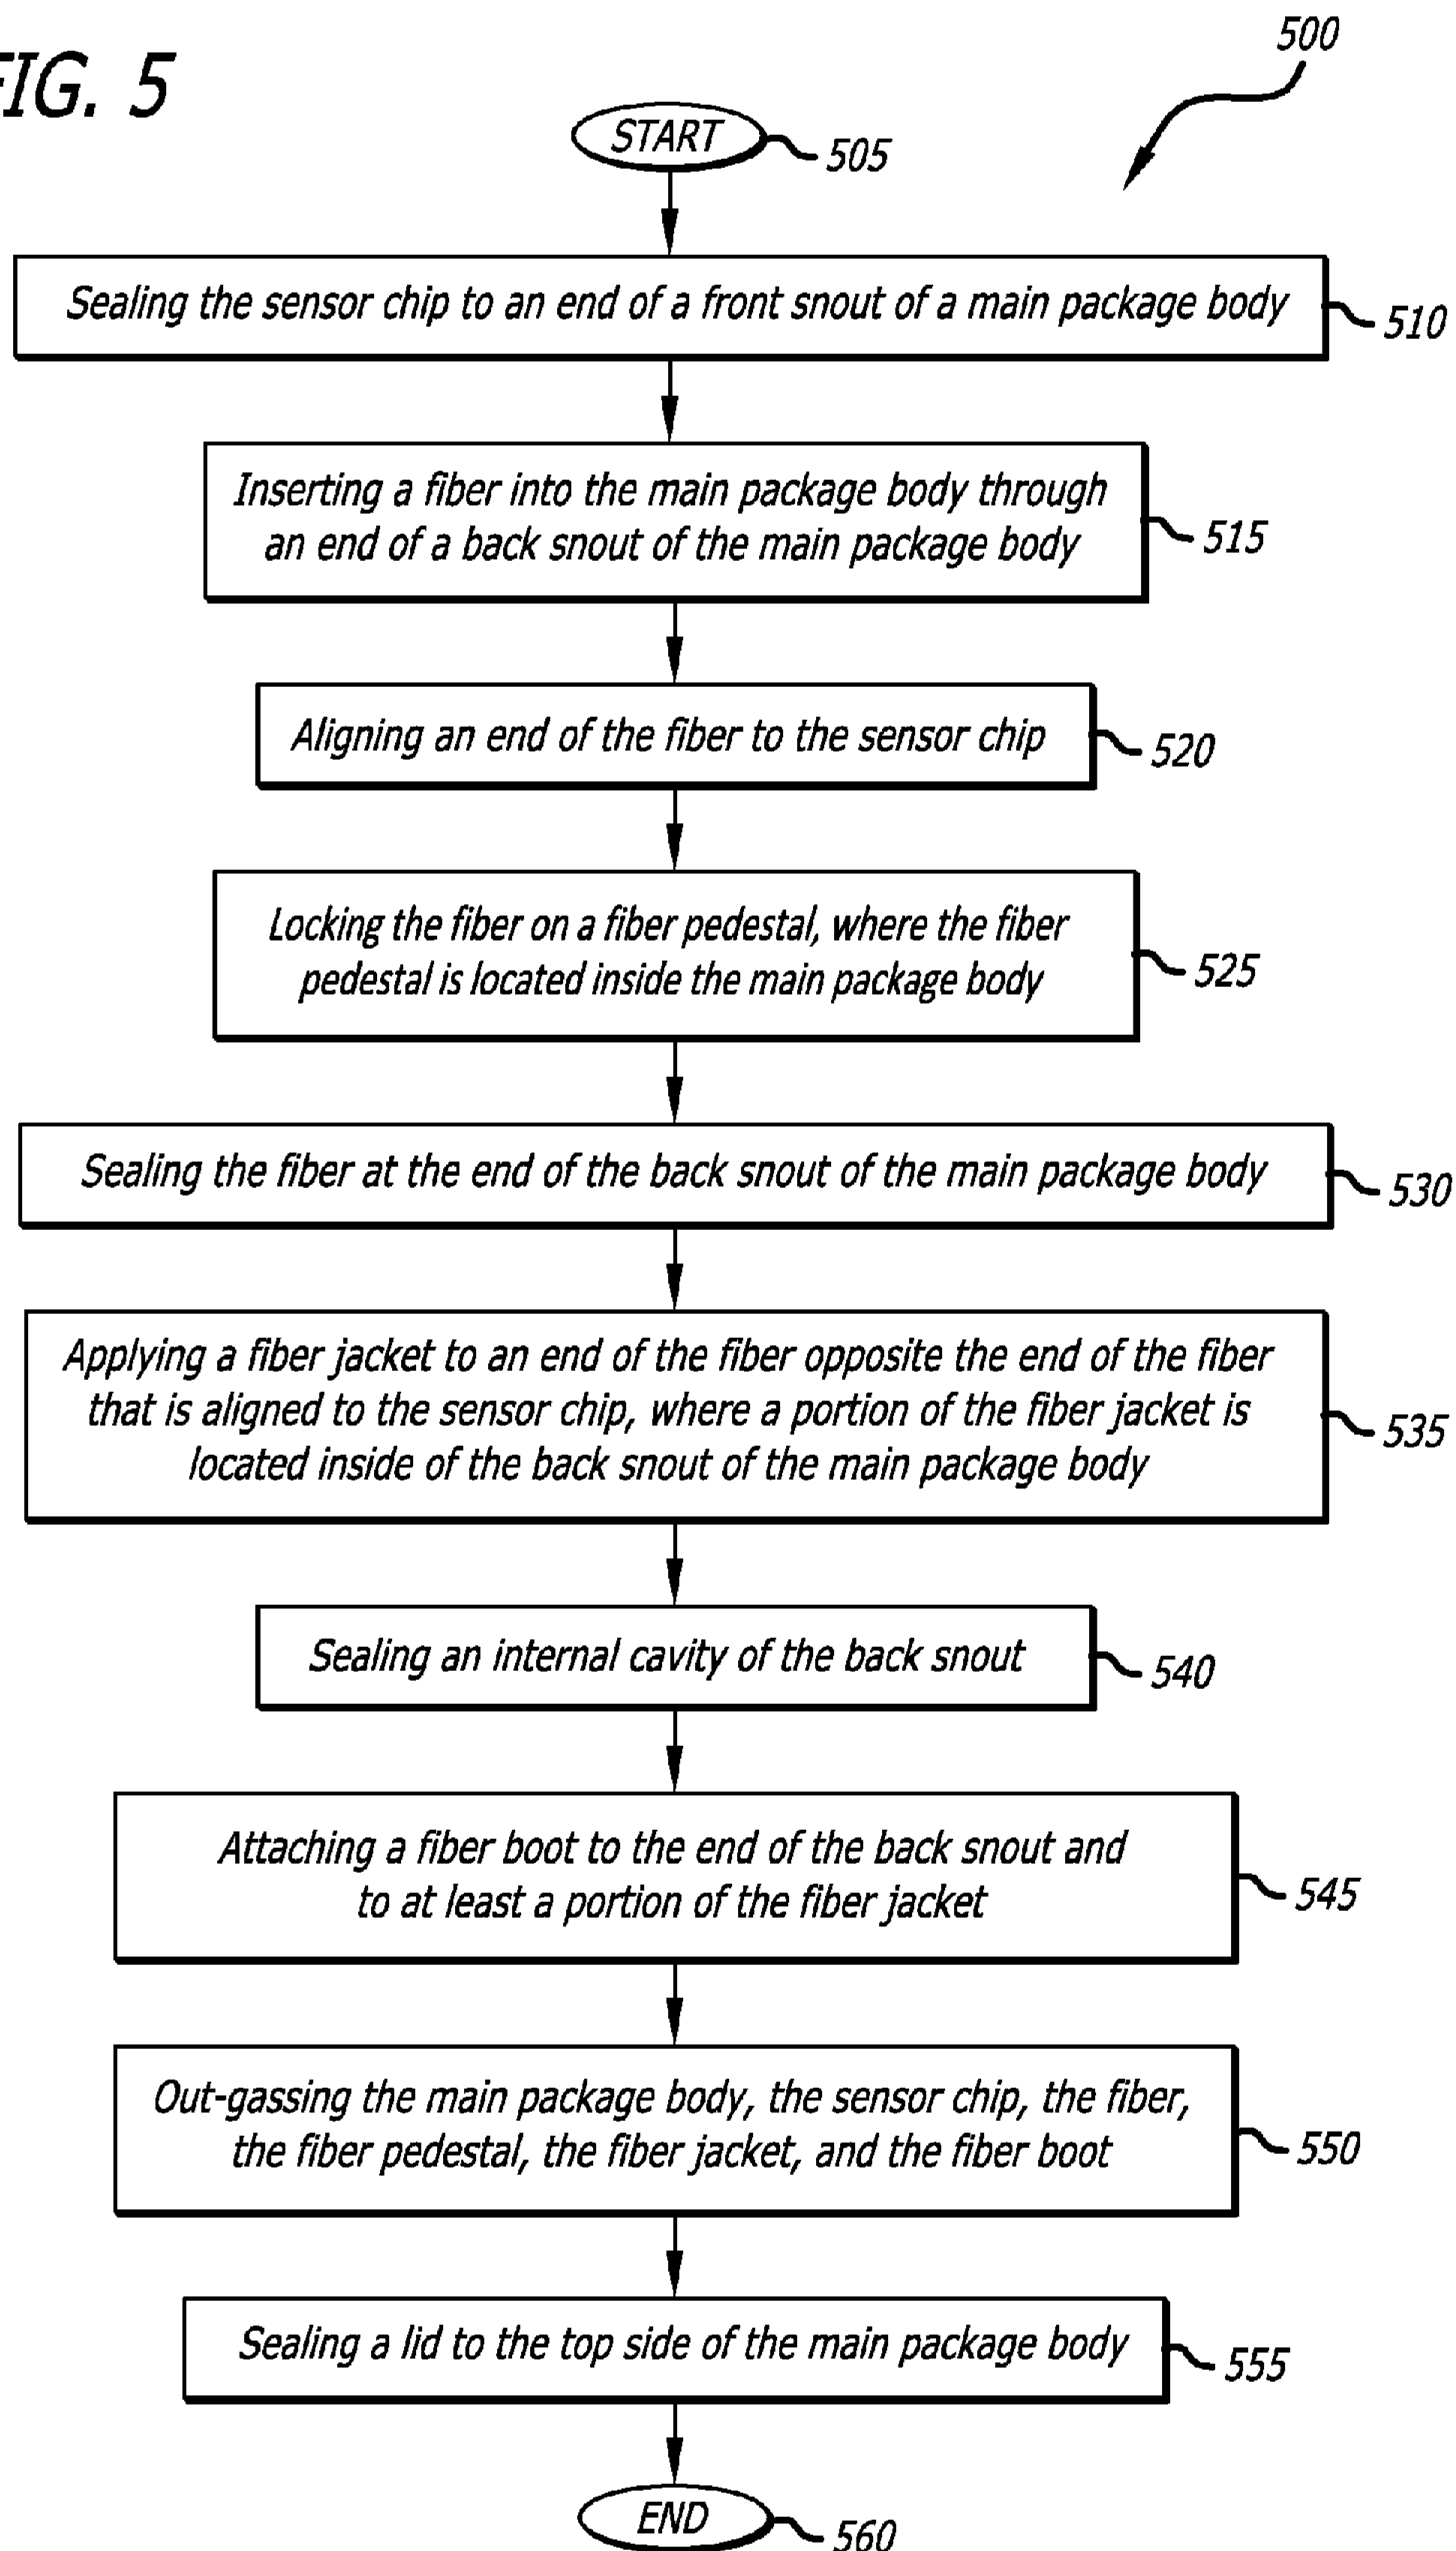 FIG. 5
500
START
505
Sealing the sensor chip to an end of a front snout of a main package body
510
Inserting a fiber into the main package body through
an end of a back snout of the main package body
515
Aligning an end of the fiber to the sensor chip
520
Locking the fiber on a fiber pedestal, where the fiber
pedestal is located inside the main package body
525
Sealing the fiber at the end of the back snout of the main package body
530
Applying a fiber jacket to an end of the fiber opposite the end of the fiber
that is aligned to the sensor chip, where a portion of the fiber jacket is
located inside of the back snout of the main package body
535
Sealing an internal cavity of the back snout
540
Attaching a fiber boot to the end of the back snout and
to at least a portion of the fiber jacket
545
Out-gassing the main package body, the sensor chip, the fiber,
the fiber pedestal, the fiber jacket, and the fiber boot
550
Sealing a lid to the top side of the main package body
555
END
560